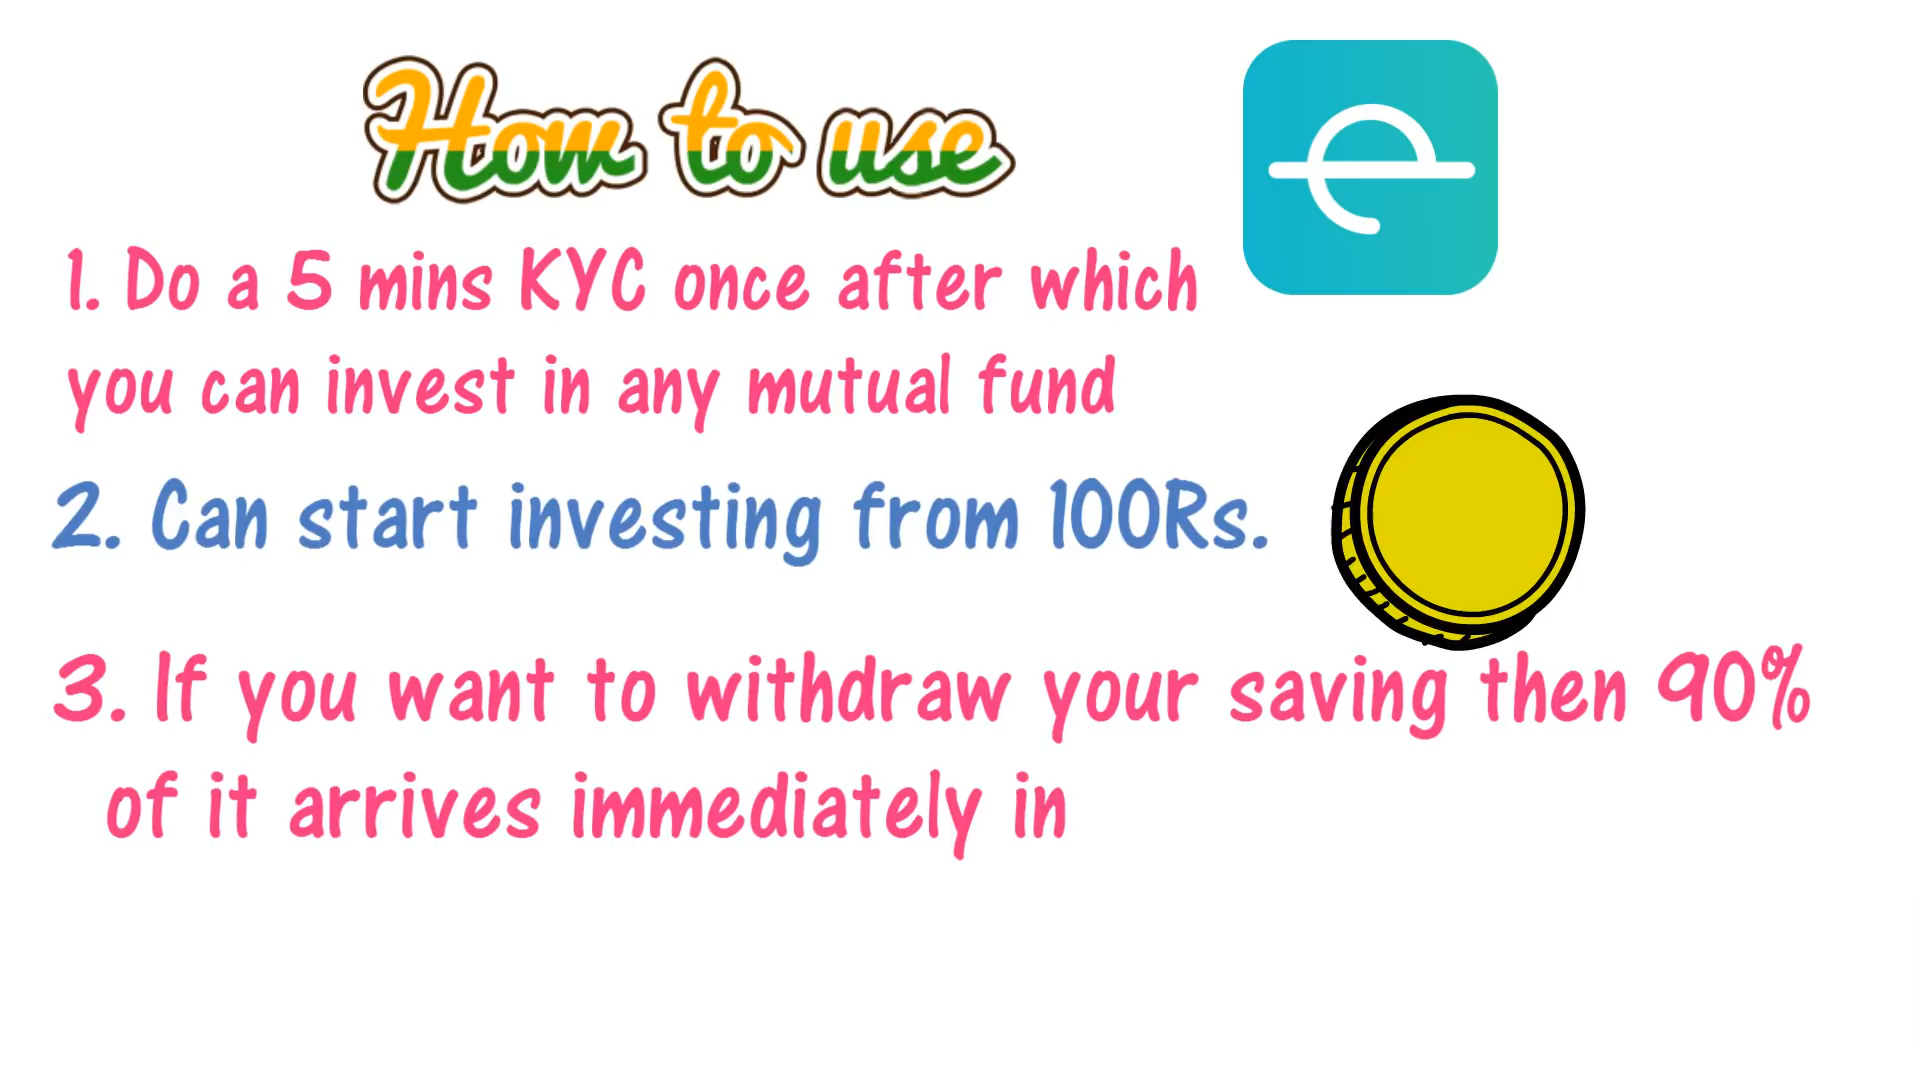 How to use
1. Do a 5 mins KYC once after which
you can invest in any mutual fund
2. Can start investing from 100Rs.
3. If you want to withdraw your saving then 90%
of it arrives immediately in